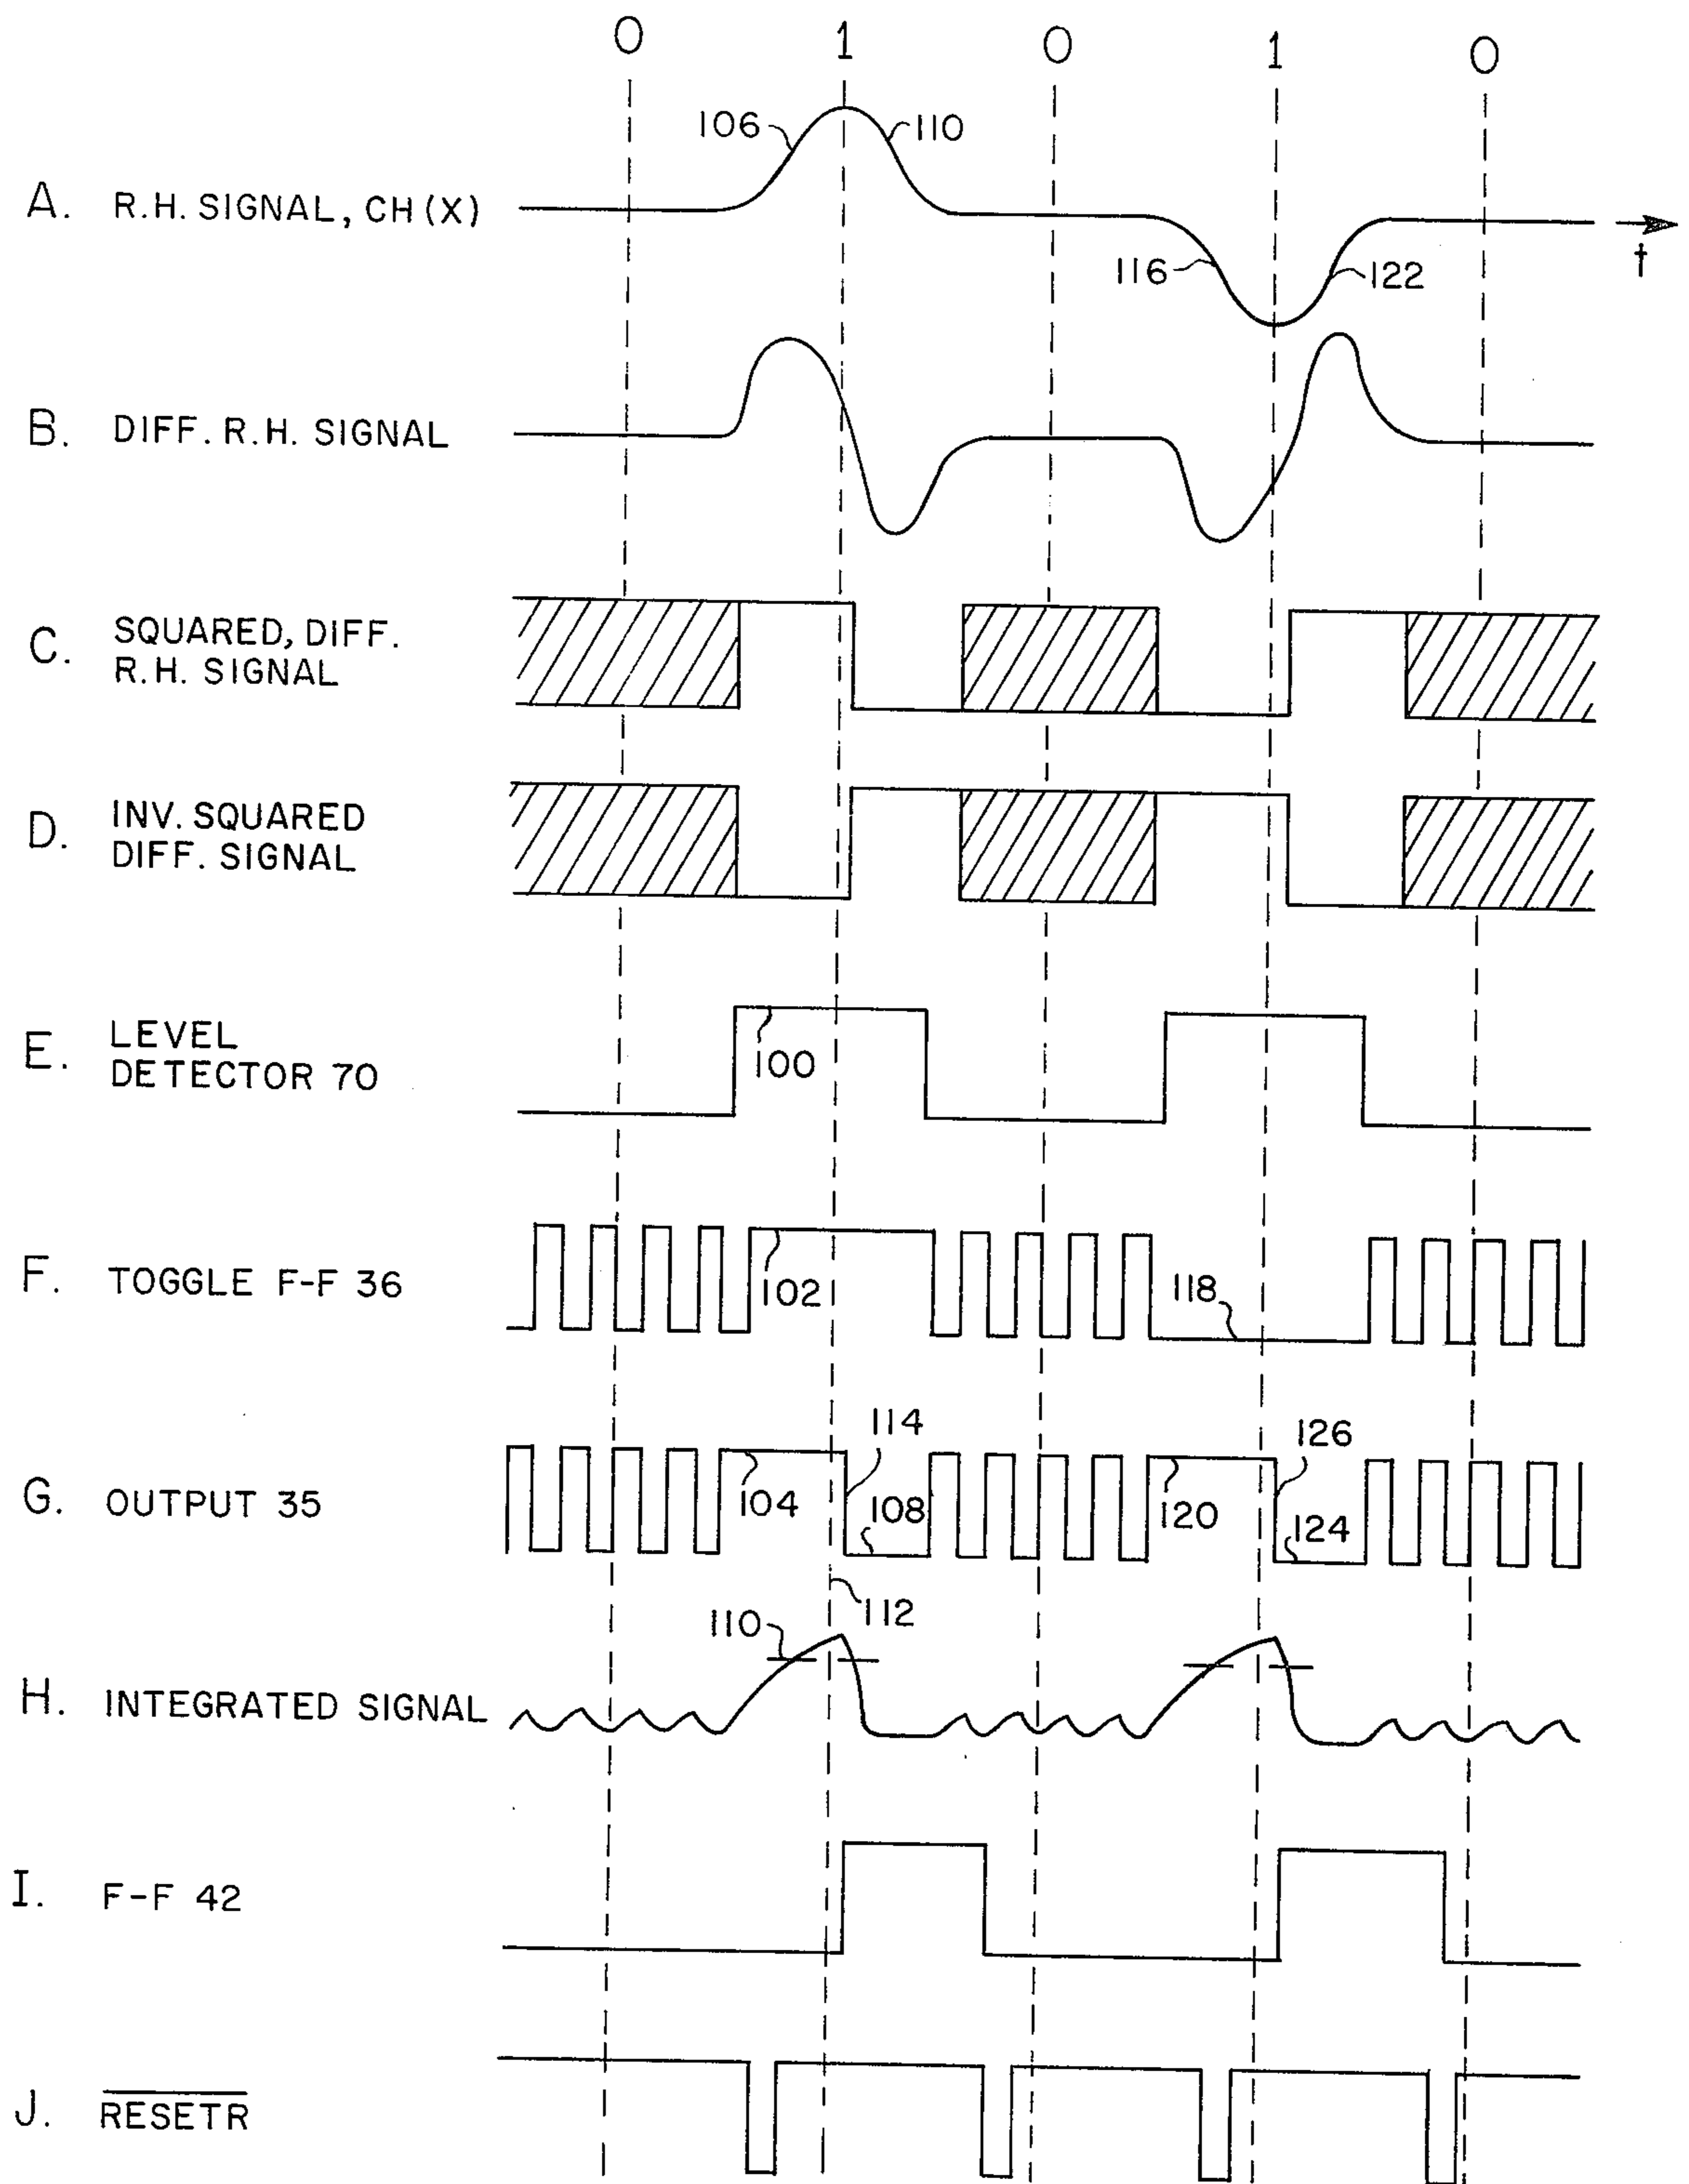 0 1 0 1 0
A. R.H. SIGNAL, CH(X)
106
110
116
122
t
B. DIFF. R.H. SIGNAL
C. SQUARED, DIFF.
R.H. SIGNAL
D. INV. SQUARED
DIFF. SIGNAL
E. LEVEL
DETECTOR 70
100
F. TOGGLE F-F 36
102
118
G. OUTPUT 35
104
114
108
120
126
124
112
H. INTEGRATED SIGNAL
110
I. F-F 42
J. RESETR